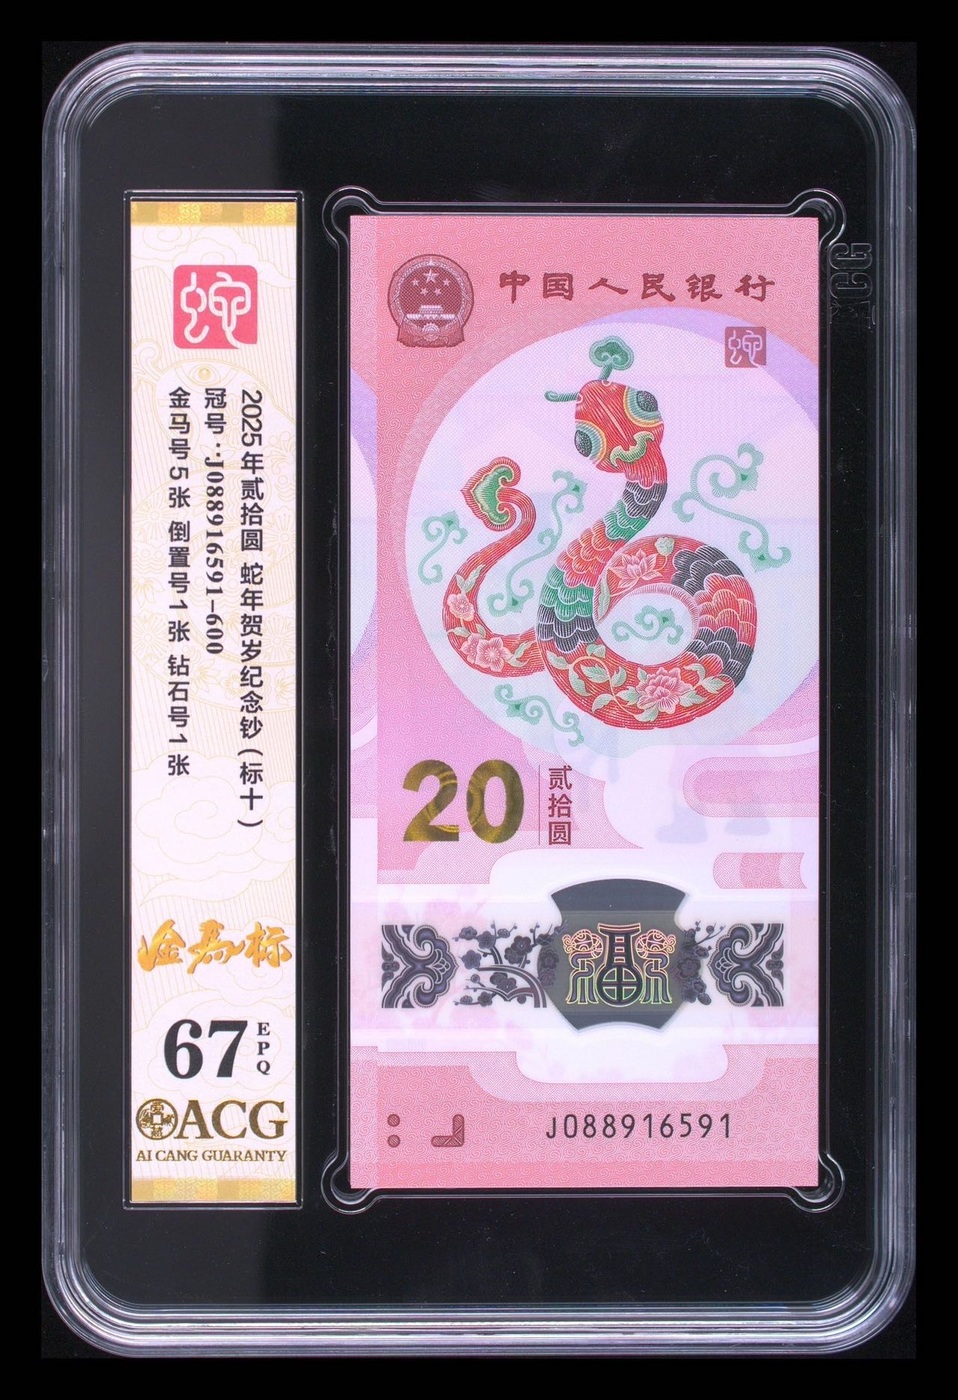 蛇
2025年贰拾圆 蛇年贺岁纪念钞（标十）
冠号：J088916591-600
金马号5张 倒置号1张 钻石号1张
金马标
67
EPQ
ACG
AI CANG GUARANTY
中国人民银行
蛇
20
贰拾圆
福
J088916591
ACG